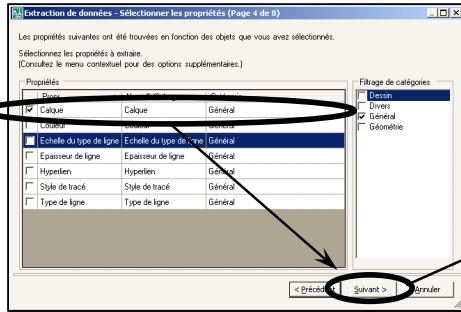 Extraction de données - Sélectionner les propriétés (Page 4 de 8)
Les propriétés suivantes ont été trouvées en fonction des objets que vous avez sélectionnés.
Sélectionnez les propriétés à extraire.
(Consultez le menu contextuel pour des options supplémentaires.)
Propriétés
Calque Calque Général
Couleur Couleur Général
Echelle du type de ligne Echelle du type de ligne Général
Epaisseur de ligne Epaisseur de ligne Général
Hyperlien Hyperlien Général
Style de tracé Style de tracé Général
Type de ligne Type de ligne Général
Filtrage de catégories
Dessin
Divers
Général
Géométrie
< Précédent Suivant > Annuler